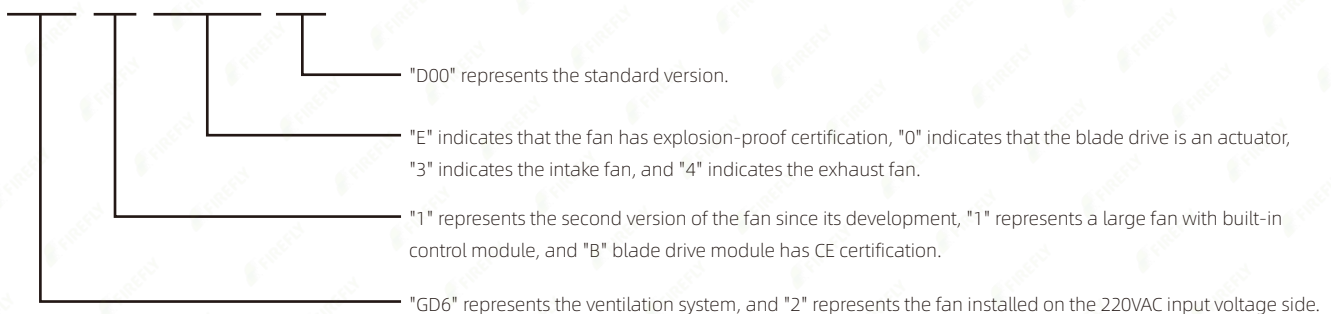 "D00" represents the standard version.
"E" indicates that the fan has explosion-proof certification, "0" indicates that the blade drive is an actuator,
"3" indicates the intake fan, and "4" indicates the exhaust fan.
"1" represents the second version of the fan since its development, "1" represents a large fan with built-in
control module, and "B" blade drive module has CE certification.
"GD6" represents the ventilation system, and "2" represents the fan installed on the 220VAC input voltage side.